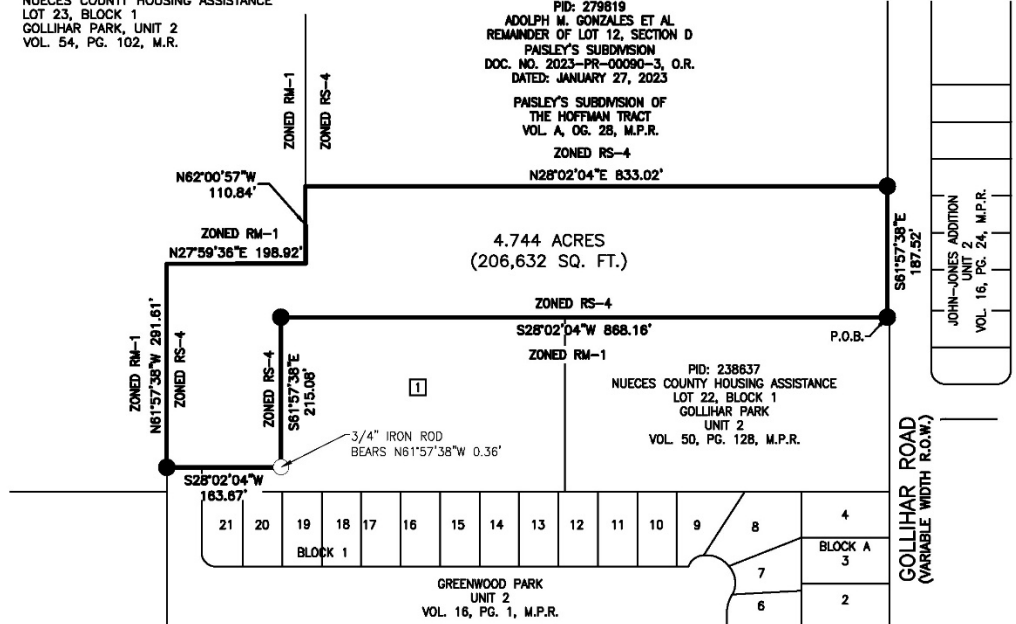 NUECES COUNTY HOUSING ASSISTANCE
LOT 23, BLOCK 1
GOLLIHAR PARK, UNIT 2
VOL. 54, PG. 102, M.R.
PID: 279819
ADOLPH M. GONZALES ET AL
REMAINDER OF LOT 12, SECTION D
PAISLEY'S SUBDIVISION
DOC. NO. 2023-PR-00090-3, O.R.
DATED: JANUARY 27, 2023
PAISLEY'S SUBDIVISION OF
THE HOFFMAN TRACT
VOL. A, OG. 28, M.P.R.
ZONED RS-4
N28°02'04"E 833.02'
ZONED RM-1
ZONED RS-4
N62°00'57"W
110.84'
ZONED RM-1
N27°59'36"E 198.92'
4.744 ACRES
(206,632 SQ. FT.)
S61°57'38"E
187.52'
JOHN-JONES ADDITION
UNIT 2
VOL. 16, PG. 24, M.P.R.
ZONED RS-4
S28°02'04"W 868.16'
ZONED RM-1
P.O.B.
ZONED RM-1
N61°57'38"W 291.61'
ZONED RS-4
ZONED RS-4
S61°57'38"E
215.08'
1
PID: 238637
NUECES COUNTY HOUSING ASSISTANCE
LOT 22, BLOCK 1
GOLLIHAR PARK
UNIT 2
VOL. 50, PG. 128, M.P.R.
3/4" IRON ROD
BEARS N61°57'38"W 0.36'
S28°02'04"W
163.67'
GOLLIHAR ROAD
(VARIABLE WIDTH R.O.W.)
21 20 19 18 17 16 15 14 13 12 11 10 9 8 4
BLOCK 1
BLOCK A
3
7
6
2
GREENWOOD PARK
UNIT 2
VOL. 16, PG. 1, M.P.R.